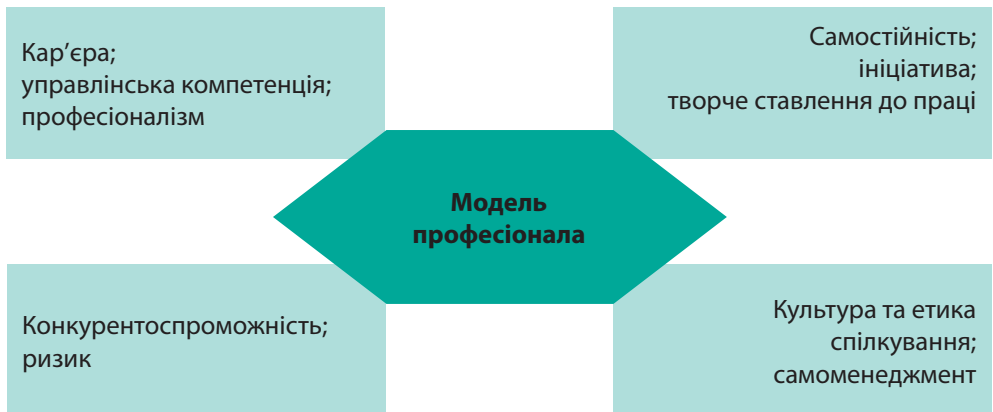 Кар’єра;
управлінська компетенція;
професіоналізм
Самостійність;
ініціатива;
творче ставлення до праці
Модель
професіонала
Конкурентоспроможність;
ризик
Культура та етика
спілкування;
самоменеджмент